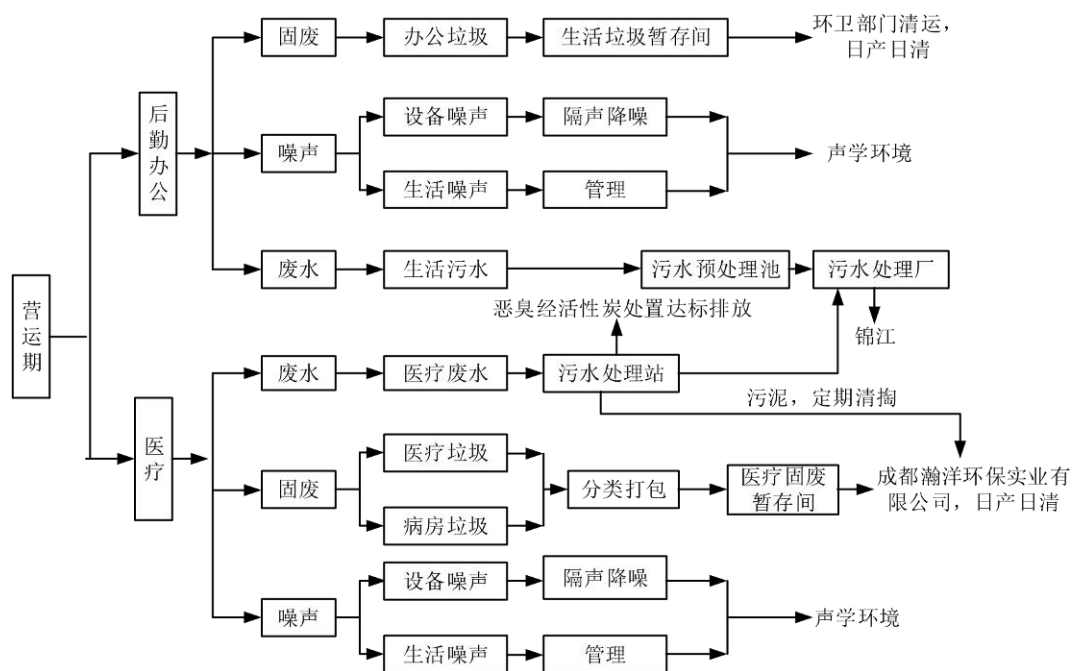 固废
办公垃圾
生活垃圾暂存间
环卫部门清运，
日产日清
后勤办公
设备噪声
隔声降噪
噪声
声学环境
生活噪声
管理
废水
生活污水
污水预处理池
污水处理厂
营运期
恶臭经活性炭处置达标排放
锦江
废水
医疗废水
污水处理站
污泥，定期清掏
医疗
医疗垃圾
固废
分类打包
医疗固废
暂存间
成都瀚洋环保实业有
限公司，日产日清
病房垃圾
设备噪声
隔声降噪
噪声
声学环境
生活噪声
管理